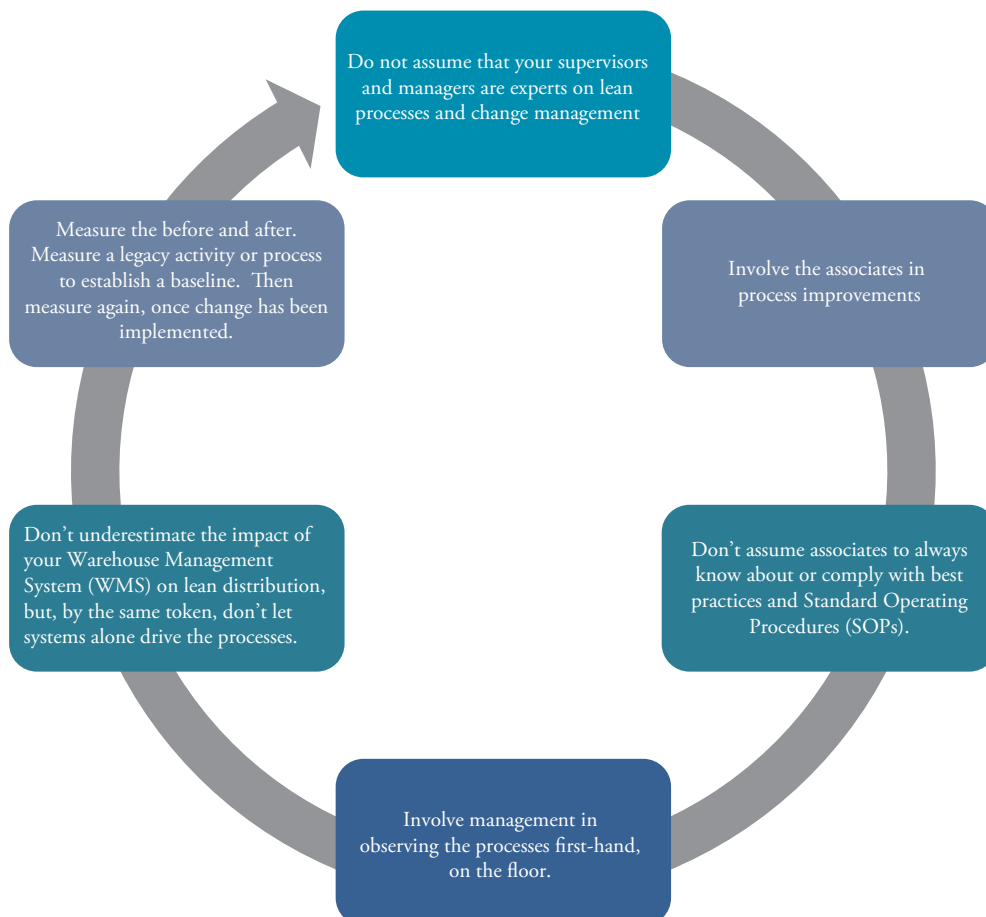 Do not assume that your supervisors
and managers are experts on lean
processes and change management
Involve the associates in
process improvements
Don’t assume associates to always
know about or comply with best
practices and Standard Operating
Procedures (SOPs).
Involve management in
observing the processes first-hand,
on the floor.
Don’t underestimate the impact of
your Warehouse Management
System (WMS) on lean distribution,
but, by the same token, don’t let
systems alone drive the processes.
Measure the before and after.
Measure a legacy activity or process
to establish a baseline.  Then
measure again, once change has been
implemented.